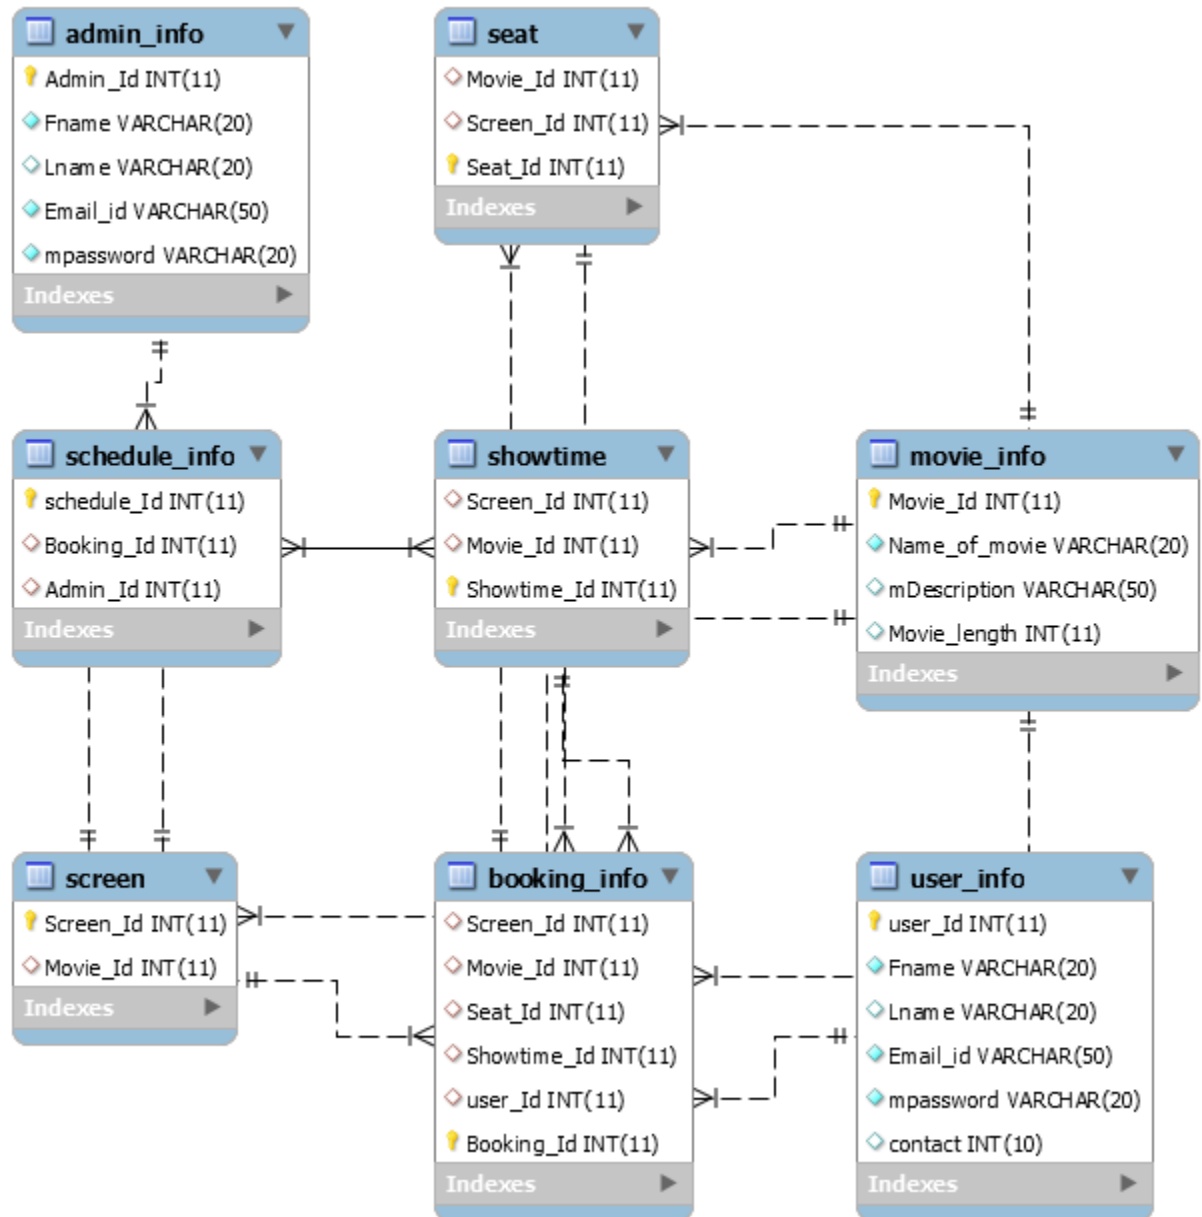 admin_info
Admin_Id INT(11)
Fname VARCHAR(20)
Lname VARCHAR(20)
Email_id VARCHAR(50)
mpassword VARCHAR(20)
Indexes
seat
Movie_Id INT(11)
Screen_Id INT(11)
Seat_Id INT(11)
Indexes
schedule_info
schedule_Id INT(11)
Booking_Id INT(11)
Admin_Id INT(11)
Indexes
showtime
Screen_Id INT(11)
Movie_Id INT(11)
Showtime_Id INT(11)
Indexes
movie_info
Movie_Id INT(11)
Name_of_movie VARCHAR(20)
mDescription VARCHAR(50)
Movie_length INT(11)
Indexes
screen
Screen_Id INT(11)
Movie_Id INT(11)
Indexes
booking_info
Screen_Id INT(11)
Movie_Id INT(11)
Seat_Id INT(11)
Showtime_Id INT(11)
user_Id INT(11)
Booking_Id INT(11)
Indexes
user_info
user_Id INT(11)
Fname VARCHAR(20)
Lname VARCHAR(20)
Email_id VARCHAR(50)
mpassword VARCHAR(20)
contact INT(10)
Indexes